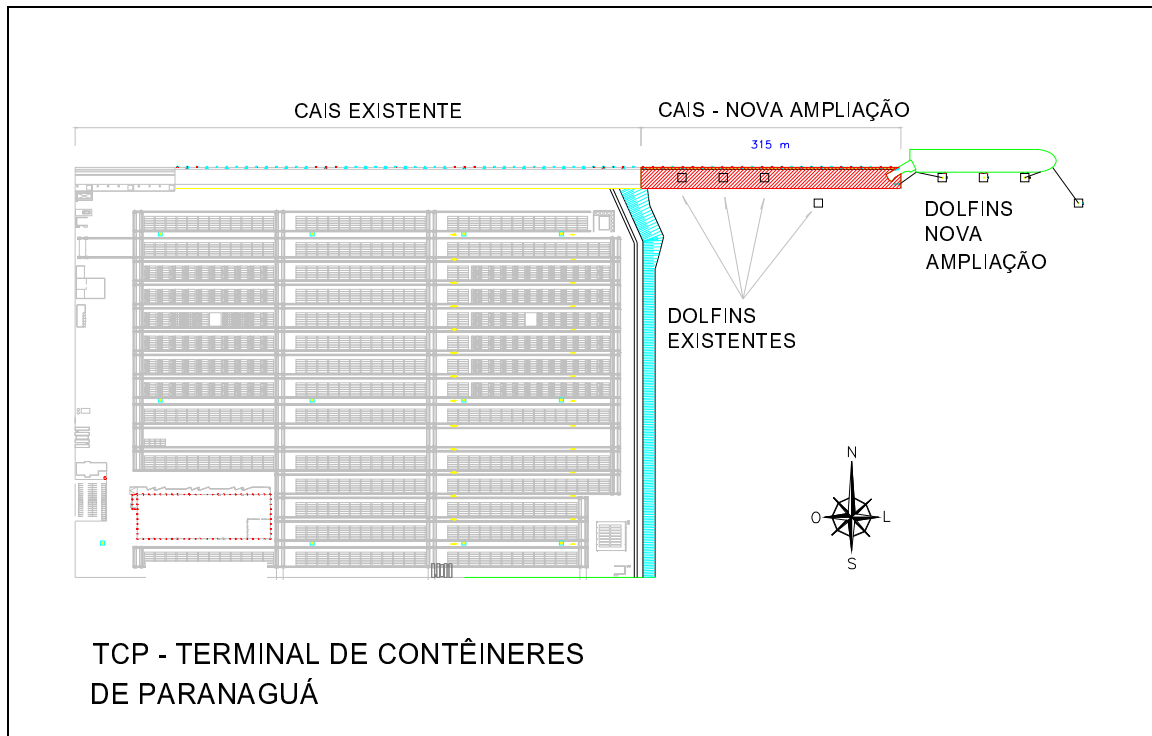 CAIS EXISTENTE
CAIS - NOVA AMPLIAÇÃO
315 m
DOLFINS
NOVA
AMPLIAÇÃO
DOLFINS
EXISTENTES
N
O
L
S
TCP - TERMINAL DE CONTÊINERES
DE PARANAGUÁ